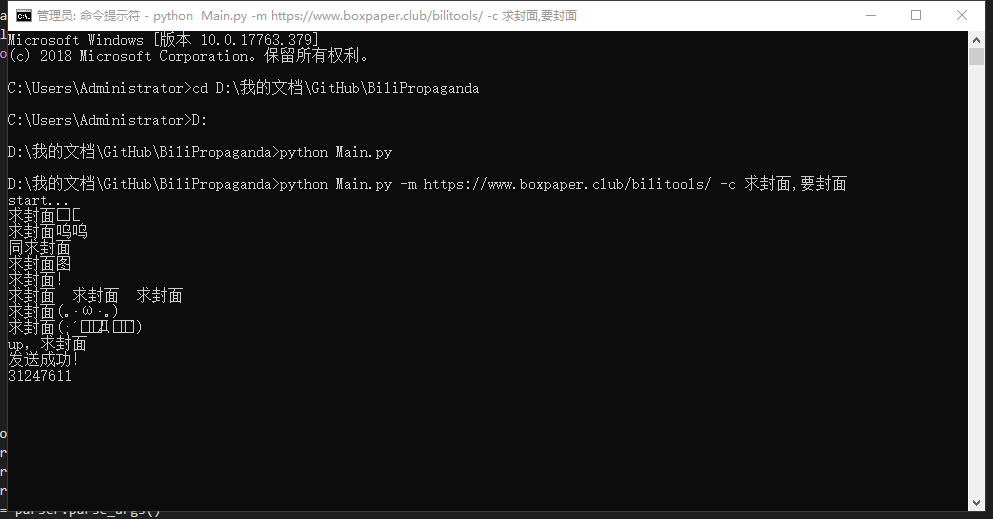 管理员: 命令提示符 - python  Main.py -m https://www.boxpaper.club/bilitools/ -c 求封面,要封面
Microsoft Windows [版本 10.0.17763.379]
(c) 2018 Microsoft Corporation。保留所有权利。
C:\Users\Administrator>cd D:\我的文档\GitHub\BiliPropaganda
C:\Users\Administrator>D:
D:\我的文档\GitHub\BiliPropaganda>python Main.py
D:\我的文档\GitHub\BiliPropaganda>python Main.py -m https://www.boxpaper.club/bilitools/ -c 求封面,要封面
start...
求封面□[
求封面呜呜
同求封面
求封面图
求封面!
求封面  求封面  求封面
求封面(｡･ω･｡)
求封面
up，求封面
发送成功!
31247611
= parser.parse_args()